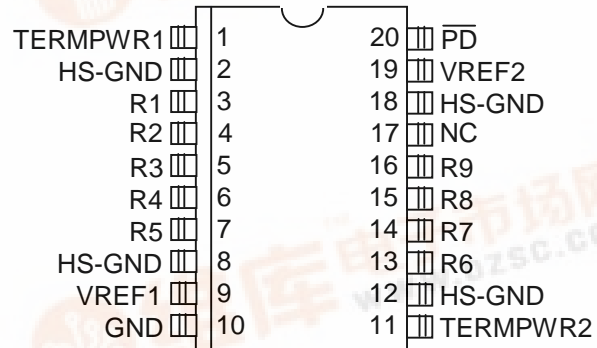 TERMPWR1 1 20 PD
HS-GND 2 19 VREF2
R1 3 18 HS-GND
R2 4 17 NC
R3 5 16 R9
R4 6 15 R8
R5 7 14 R7
HS-GND 8 13 R6
VREF1 9 12 HS-GND
GND 10 11 TERMPWR2